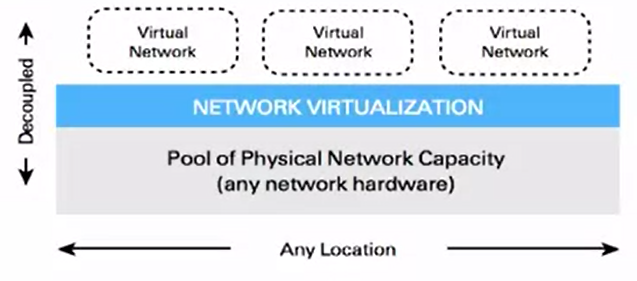 Virtual
Network
Virtual
Network
Virtual
Network
Decoupled
NETWORK VIRTUALIZATION
Pool of Physical Network Capacity
(any network hardware)
Any Location